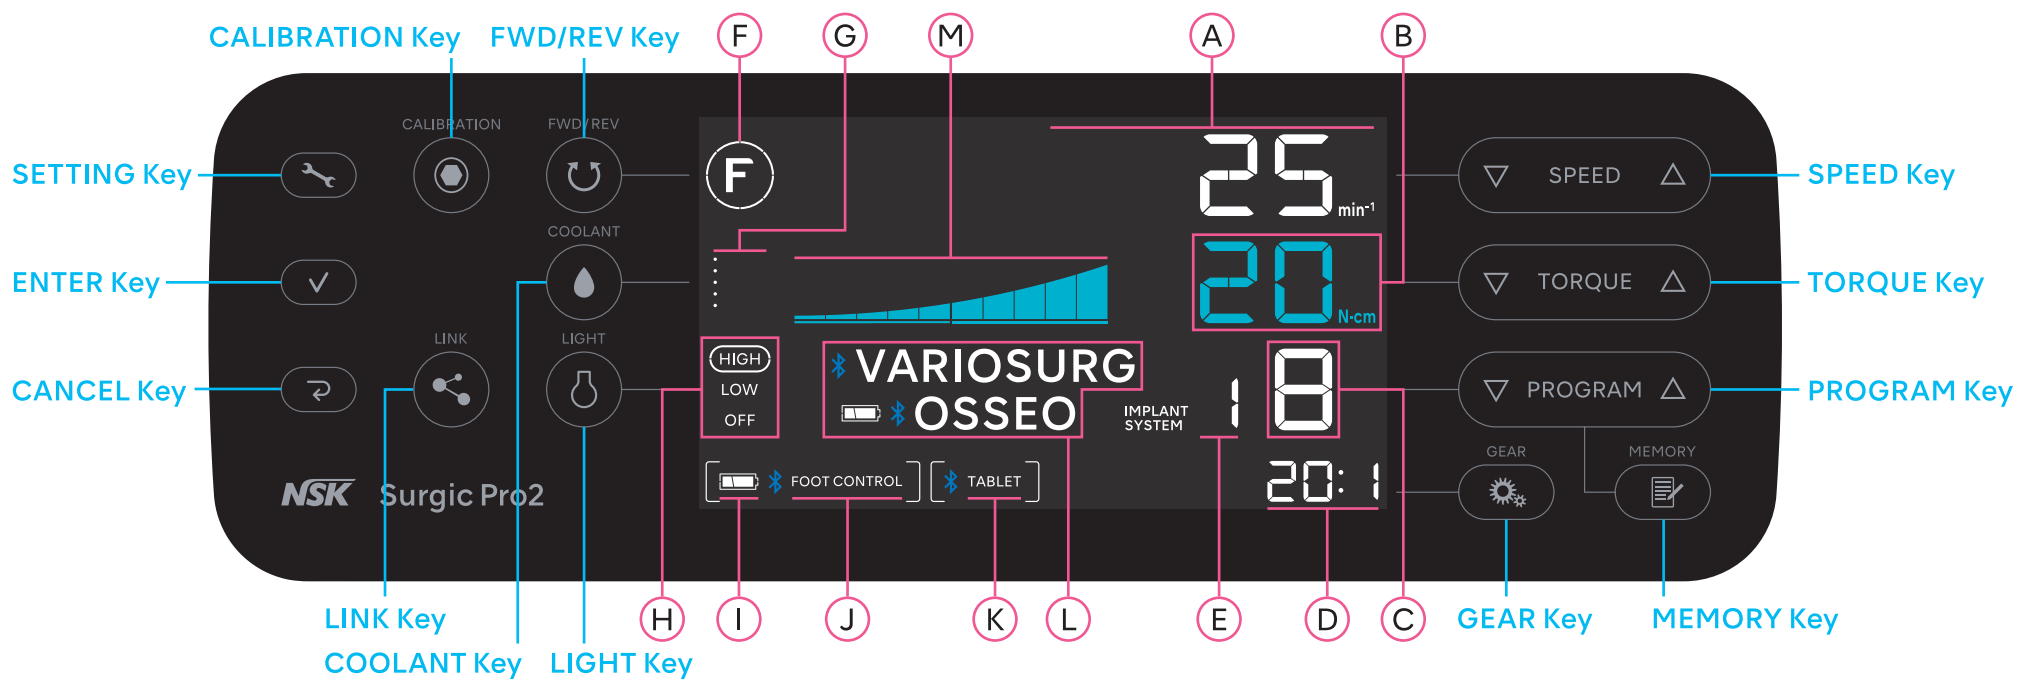 CALIBRATION Key FWD/REV Key F G M A B
CALIBRATION FWD/REV
SETTING Key F 25 min-1 SPEED SPEED Key
COOLANT
ENTER Key 20 N·cm TORQUE TORQUE Key
LINK LIGHT
HIGH VARIOSURG
CANCEL Key LOW 1 8 PROGRAM PROGRAM Key
OFF OSSEO IMPLANT
SYSTEM
GEAR MEMORY
NSK Surgic Pro2 FOOT CONTROL TABLET 20:1
LINK Key H I J K L E D C GEAR Key MEMORY Key
COOLANT Key LIGHT Key